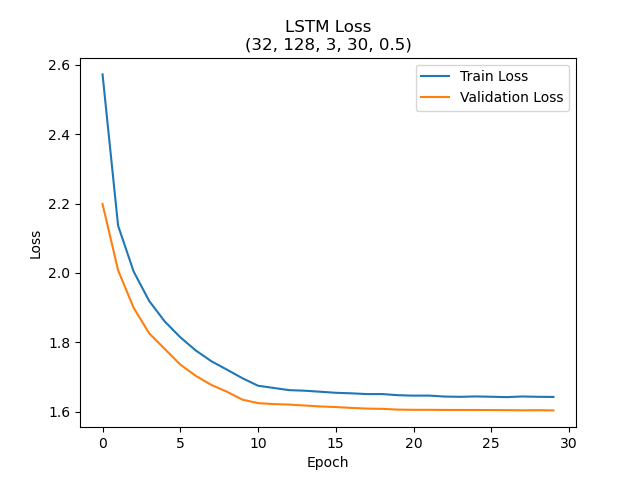 LSTM Loss
(32, 128, 3, 30, 0.5)
Train Loss
Validation Loss
2.6
2.4
2.2
2.0
1.8
1.6
Loss
0
5
10
15
20
25
30
Epoch